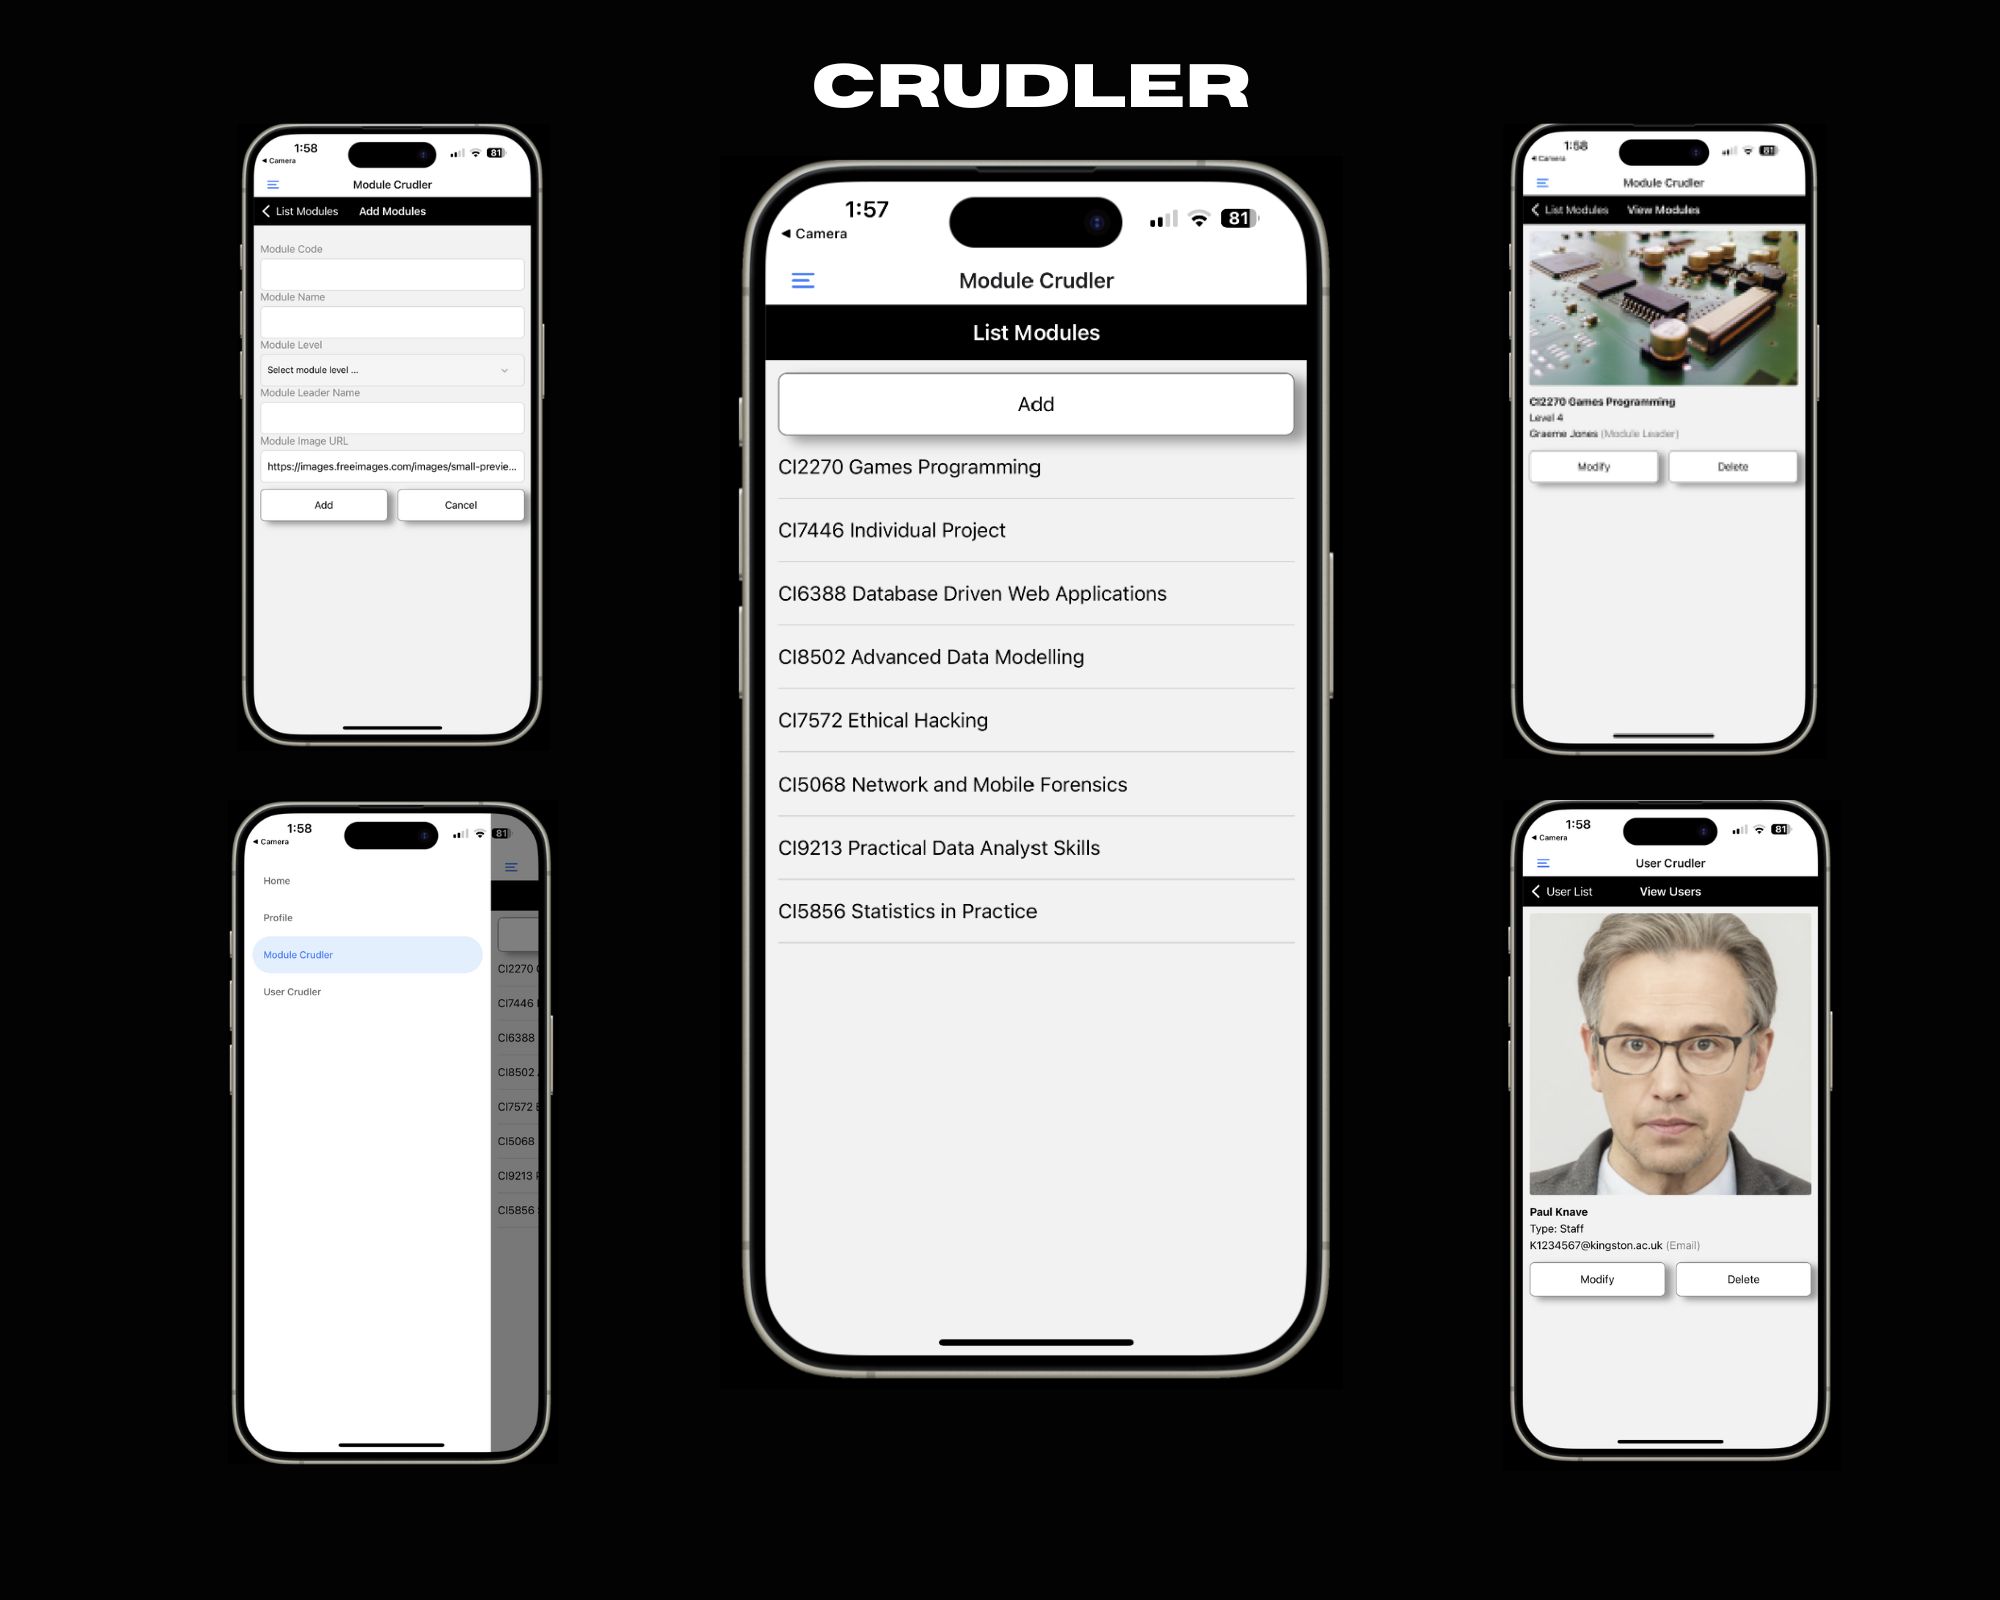 CRUDLER
1:58
◀ Camera
81
Module Crudler
List Modules
Add Modules
Module Code
Module Name
Module Level
Select module level ...
Module Leader Name
Module Image URL
https://images.freeimages.com/images/small-previe...
Add
Cancel
1:57
◀ Camera
81
Module Crudler
List Modules
Add
CI2270 Games Programming
CI7446 Individual Project
CI6388 Database Driven Web Applications
CI8502 Advanced Data Modelling
CI7572 Ethical Hacking
CI5068 Network and Mobile Forensics
CI9213 Practical Data Analyst Skills
CI5856 Statistics in Practice
1:58
◀ Camera
81
Module Crudler
List Modules
View Modules
CI2270 Games Programming
Level 4
Graeme Jones (Module Leader)
Modify
Delete
1:58
◀ Camera
81
Home
Profile
Module Crudler
User Crudler
CI2270
CI7446
CI6388
CI8502
CI7572
CI5068
CI9213
CI5856
1:58
◀ Camera
81
User Crudler
User List
View Users
Paul Knave
Type: Staff
K1234567@kingston.ac.uk (Email)
Modify
Delete